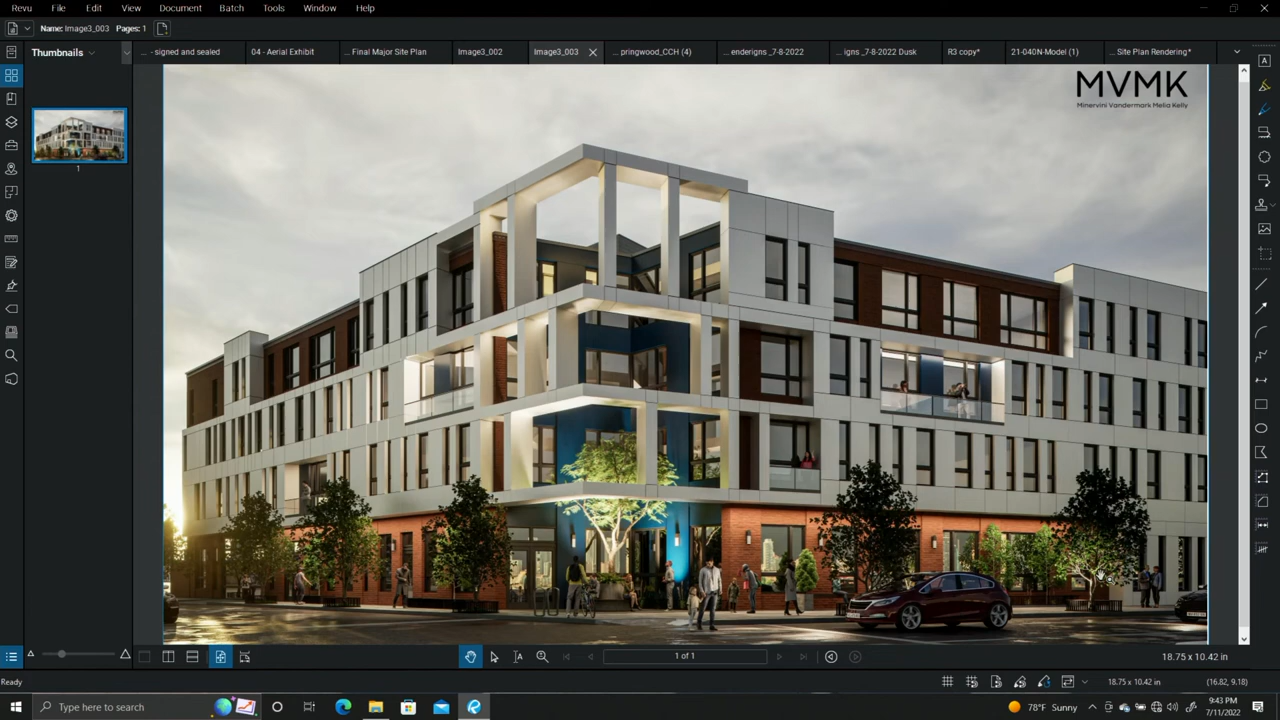 Revu File Edit View Document Batch Tools Window Help
Name: Image3_003 Pages: 1
Thumbnails
... - signed and sealed
04 - Aerial Exhibit
... Final Major Site Plan
Image3_002
Image3_003
... pringwood_CCH (4)
... enderigns _7-8-2022
... igns _7-8-2022 Dusk
R3 copy*
21-040N-Model (1)
... Site Plan Rendering*
MVMK
Minervini Vandermark Melia Kelly
1
1 of 1
18.75 x 10.42 in
Ready
18.75 x 10.42 in
(16.82, 9.18)
Type here to search
78°F Sunny
9:43 PM
7/11/2022